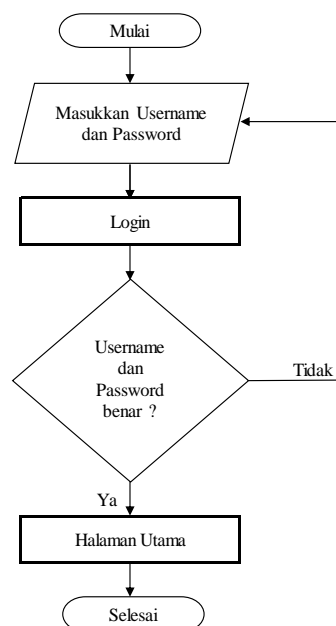 Mulai
Masukkan Username
dan Password
Login
Username
dan
Password
benar ?
Tidak
Ya
Halaman Utama
Selesai